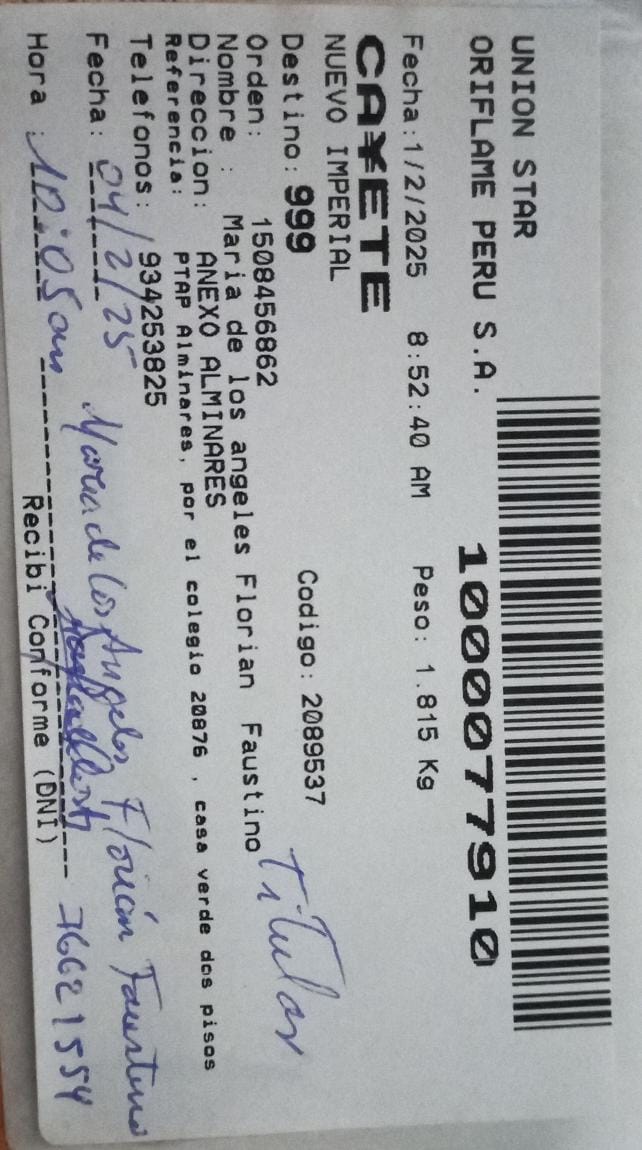 UNION STAR
ORIFLAME PERU S.A.
1000077910
Fecha:1/2/2025 8:52:40 AM Peso: 1.815 Kg
CAÑETE
NUEVO IMPERIAL
Destino: 999 Codigo: 2089537
Orden: 1508456862
Nombre : Maria de los angeles Florian Faustino
Titular
Direccion: ANEXO ALMINARES
Referencia: PTAP Alminares, por el colegio 20876 , casa verde dos pisos
Telefonos: 934253825
Fecha: 04/2/25 Maria de los Angeles Florián Faustino
Hora : 10:05am 76621554
Recibi Conforme (DNI)